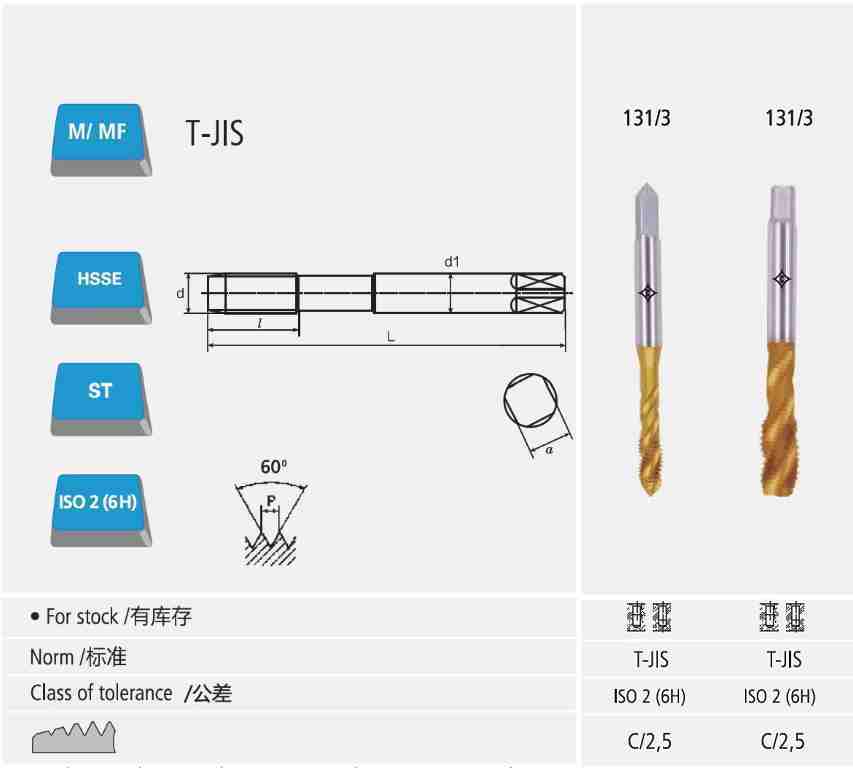 M/ MF
T-JIS
131/3
131/3
HSSE
d
d1
l
L
ST
a
ISO 2 (6H)
60⁰
P
• For stock /有库存
Norm /标准
T-JIS
T-JIS
Class of tolerance /公差
ISO 2 (6H)
ISO 2 (6H)
C/2,5
C/2,5